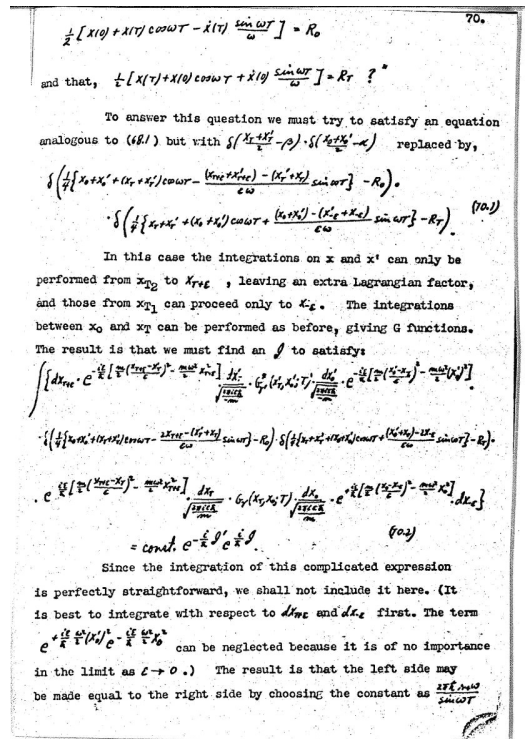 70.
½[x(0) + x(T) cos ωT − ẋ(T) sin ωT / ω] = R₀
and that, ½[x(T) + x(0) cos ωT + ẋ(0) sin ωT / ω] = R_T ?*
To answer this question we must try to satisfy an equation
analogous to (68.1) but with δ((x_T + x_T′)/2 − β) · δ((x₀ + x₀′)/2 − α) replaced by,
δ(¼{x₀ + x₀′ + (x_T + x_T′) cos ωT − ((x_{T+ε} + x′_{T+ε}) − (x_T + x_T′))/(εω) sin ωT} − R₀) ·
· δ(¼{x_T + x_T′ + (x₀ + x₀′) cos ωT + ((x₀ + x₀′) − (x′_{-ε} + x_{-ε}))/(εω) sin ωT} − R_T) (70.1)
In this case the integrations on x and x' can only be
performed from x_{T₂} to x_{T+ε} , leaving an extra Lagrangian factor,
and those from x_{T₁} can proceed only to x_{-ε}. The integrations
between x₀ and x_T can be performed as before, giving G functions.
The result is that we must find an 𝒥 to satisfy:
= const. e^{−(i/ħ)𝒥′} e^{(i/ħ)𝒥}. (70.2)
Since the integration of this complicated expression
is perfectly straightforward, we shall not include it here. (It
is best to integrate with respect to dx_{T+ε} and dx_{-ε} first. The term
can be neglected because it is of no importance
in the limit as ε → 0 .) The result is that the left side may
be made equal to the right side by choosing the constant as